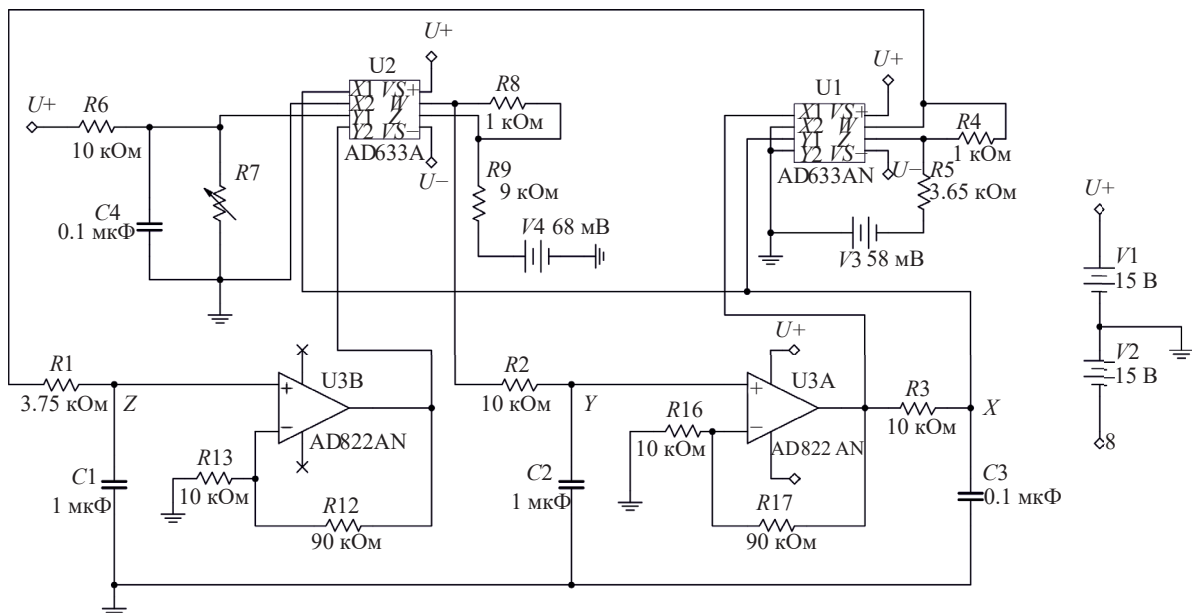 U+
U2
U+
R6
10 кОм
X1 VS+
X2 W
Y1 Z
Y2 VS−
AD633A
R8
1 кОм
U−
R7
R9
9 кОм
C4
0.1 мкФ
V4 68 мВ
U+
U1
X1 VS+
X2 W
Y1 Z
Y2 VS−
AD633AN
R4
1 кОм
U−
R5
3.65 кОм
V3 58 мВ
U+
V1
15 В
V2
15 В
8
R1
3.75 кОм
Z
U3B
+
−
AD822AN
R13
10 кОм
R12
90 кОм
C1
1 мкФ
R2
10 кОм
Y
C2
1 мкФ
U+
U3A
+
−
AD822 AN
R16
10 кОм
R17
90 кОм
R3
10 кОм
X
C3
0.1 мкФ